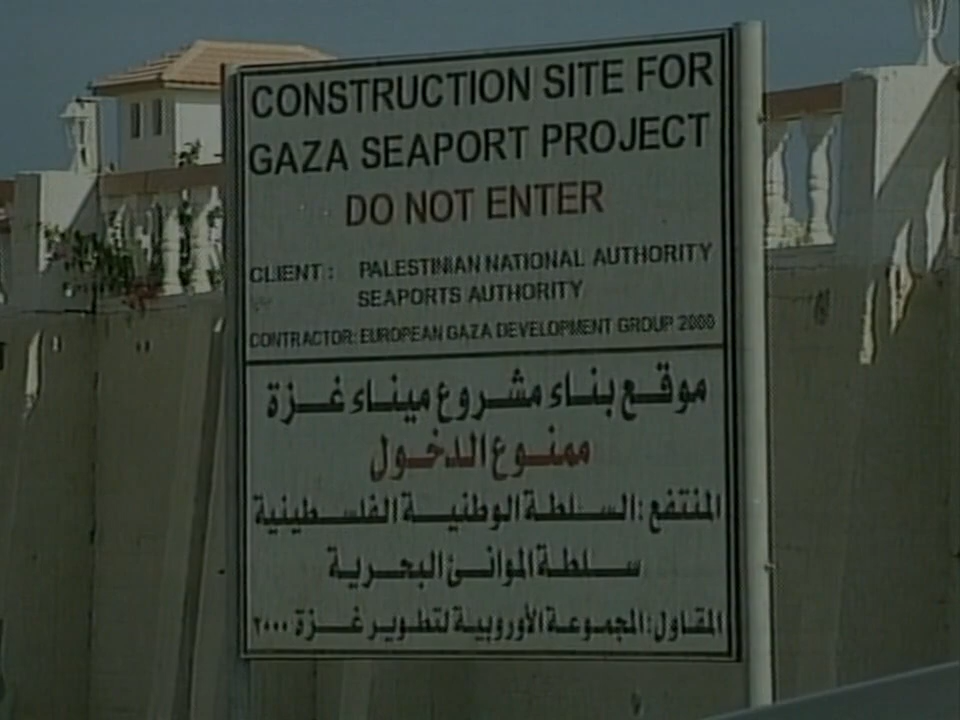 CONSTRUCTION SITE FOR
GAZA SEAPORT PROJECT
DO NOT ENTER
CLIENT : PALESTINIAN NATIONAL AUTHORITY
SEAPORTS AUTHORITY
CONTRACTOR: EUROPEAN GAZA DEVELOPMENT GROUP 2000
موقع بناء مشروع ميناء غزة
ممنوع الدخول
المنتفع : السلطة الوطنية الفلسطينية
سلطة الموانئ البحرية
المقاول : المجموعة الأوروبية لتطوير غزة ٢٠٠٠